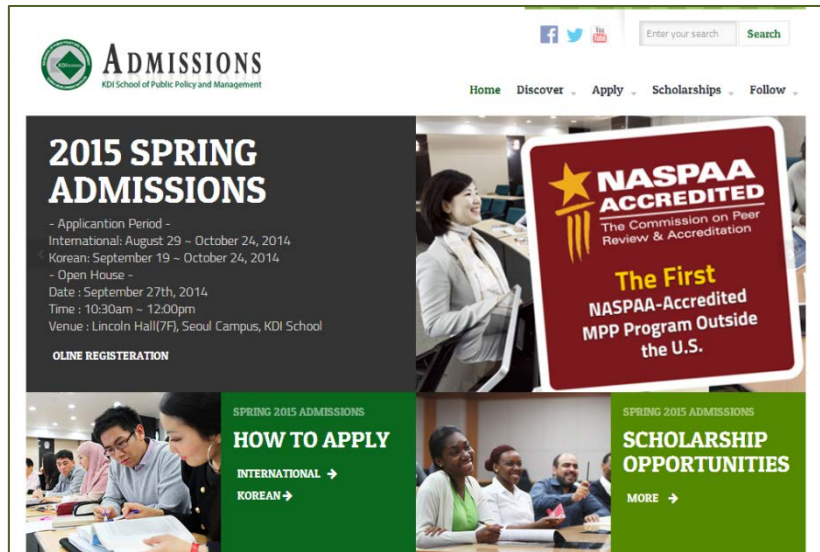 ADMISSIONS
KDI School of Public Policy and Management
You
Tube
Enter your search
Search
Home
Discover
Apply
Scholarships
Follow
2015 SPRING
ADMISSIONS
- Applicantion Period -
International: August 29 ~ October 24, 2014
Korean: September 19 ~ October 24, 2014
- Open House -
Date : September 27th, 2014
Time : 10:30am ~ 12:00pm
Venue : Lincoln Hall(7F), Seoul Campus, KDI School
OLINE REGISTERATION
NASPAA
ACCREDITED
The Commission on Peer
Review & Accreditation
The First
NASPAA-Accredited
MPP Program Outside
the U.S.
SPRING 2015 ADMISSIONS
HOW TO APPLY
INTERNATIONAL →
KOREAN →
SPRING 2015 ADMISSIONS
SCHOLARSHIP
OPPORTUNITIES
MORE →